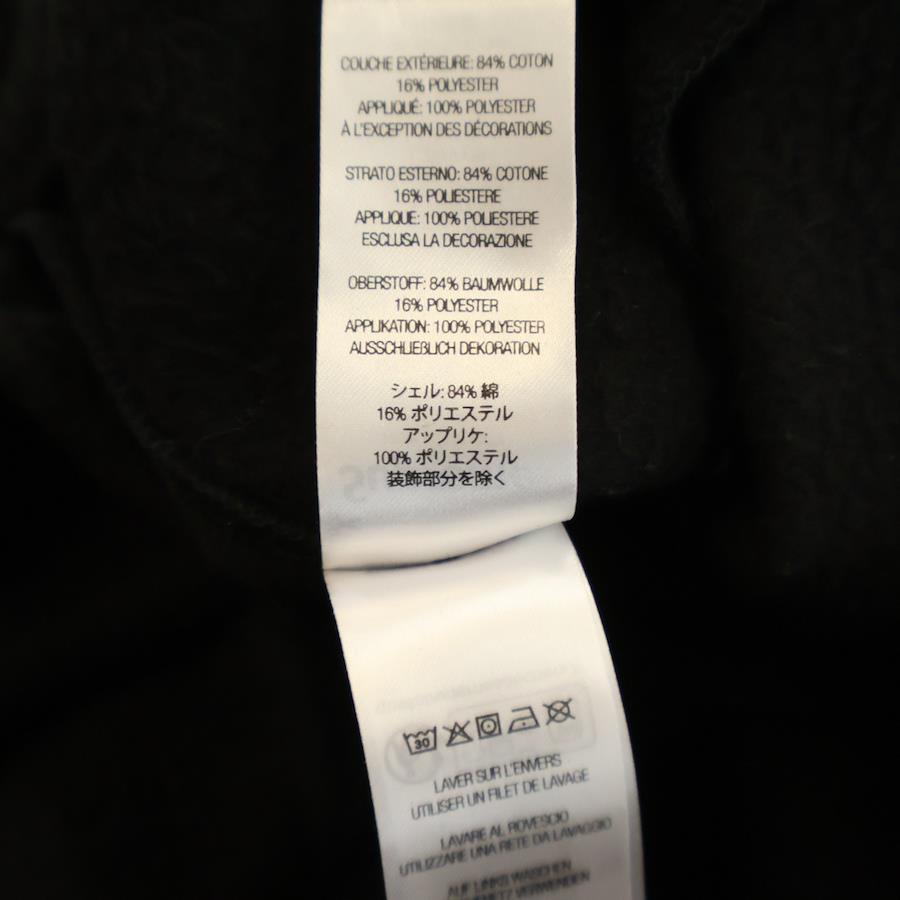 COUCHE EXTÉRIEURE: 84% COTON
16% POLYESTER
APPLIQUÉ: 100% POLYESTER
À L'EXCEPTION DES DÉCORATIONS
STRATO ESTERNO: 84% COTONE
16% POLIESTERE
APPLIQUE: 100% POLIESTERE
ESCLUSA LA DECORAZIONE
OBERSTOFF: 84% BAUMWOLLE
16% POLYESTER
APPLIKATION: 100% POLYESTER
AUSSCHLIEßLICH DEKORATION
シェル: 84% 綿
16% ポリエステル
アップリケ:
100% ポリエステル
装飾部分を除く
30
LAVER SUR L'ENVERS
UTILISER UN FILET DE LAVAGE
LAVARE AL ROVESCIO
UTILIZZARE UNA RETE DA LAVAGGIO
AUF LINKS WASCHEN
VERWENDEN